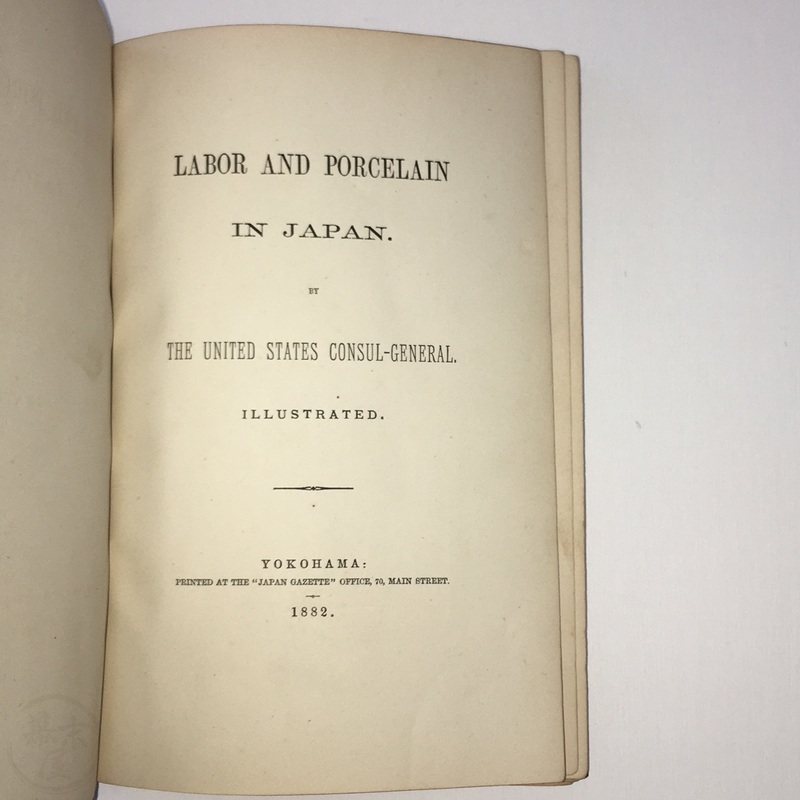 LABOR AND PORCELAIN
IN JAPAN.
BY
THE UNITED STATES CONSUL-GENERAL.
ILLUSTRATED.
YOKOHAMA:
PRINTED AT THE "JAPAN GAZETTE" OFFICE, 70, MAIN STREET.
1882.